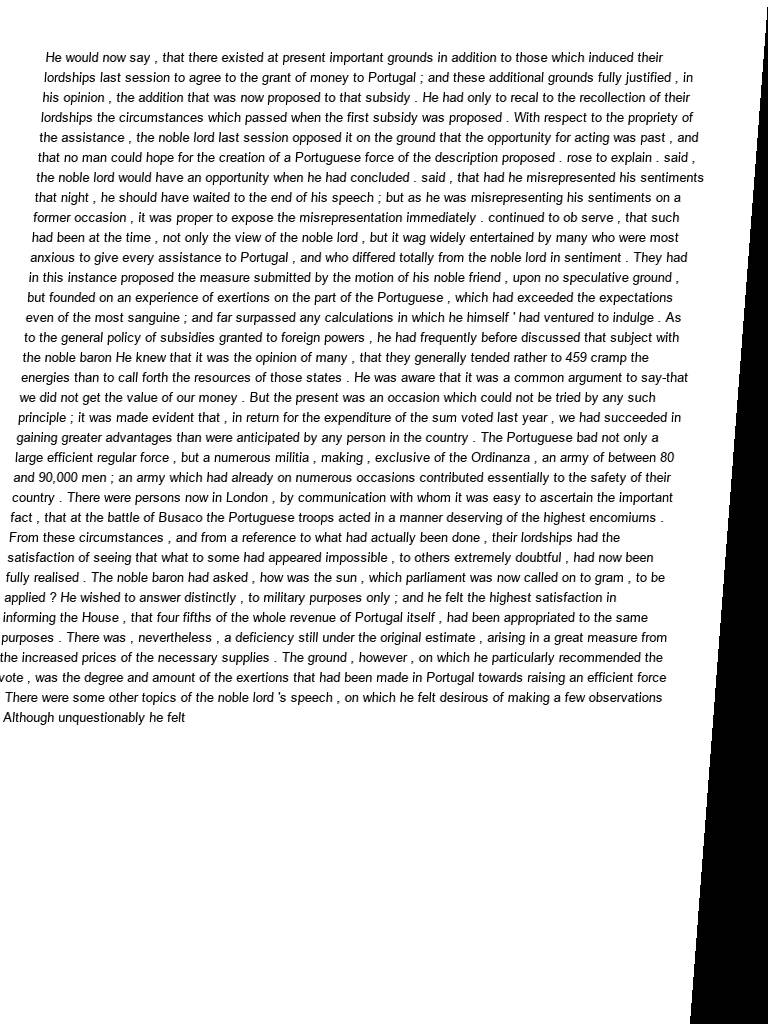 He would now say , that there existed at present important grounds in addition to those which induced their
lordships last session to agree to the grant of money to Portugal ; and these additional grounds fully justified , in
his opinion , the addition that was now proposed to that subsidy . He had only to recal to the recollection of their
lordships the circumstances which passed when the first subsidy was proposed . With respect to the propriety of
the assistance , the noble lord last session opposed it on the ground that the opportunity for acting was past , and
that no man could hope for the creation of a Portuguese force of the description proposed . rose to explain . said ,
the noble lord would have an opportunity when he had concluded . said , that had he misrepresented his sentiments
that night , he should have waited to the end of his speech ; but as he was misrepresenting his sentiments on a
former occasion , it was proper to expose the misrepresentation immediately . continued to ob serve , that such
had been at the time , not only the view of the noble lord , but it wag widely entertained by many who were most
anxious to give every assistance to Portugal , and who differed totally from the noble lord in sentiment . They had
in this instance proposed the measure submitted by the motion of his noble friend , upon no speculative ground ,
but founded on an experience of exertions on the part of the Portuguese , which had exceeded the expectations
even of the most sanguine ; and far surpassed any calculations in which he himself ' had ventured to indulge . As
to the general policy of subsidies granted to foreign powers , he had frequently before discussed that subject with
the noble baron He knew that it was the opinion of many , that they generally tended rather to 459 cramp the
energies than to call forth the resources of those states . He was aware that it was a common argument to say-that
we did not get the value of our money . But the present was an occasion which could not be tried by any such
principle ; it was made evident that , in return for the expenditure of the sum voted last year , we had succeeded in
gaining greater advantages than were anticipated by any person in the country . The Portuguese bad not only a
large efficient regular force , but a numerous militia , making , exclusive of the Ordinanza , an army of between 80
and 90,000 men ; an army which had already on numerous occasions contributed essentially to the safety of their
country . There were persons now in London , by communication with whom it was easy to ascertain the important
fact , that at the battle of Busaco the Portuguese troops acted in a manner deserving of the highest encomiums .
From these circumstances , and from a reference to what had actually been done , their lordships had the
satisfaction of seeing that what to some had appeared impossible , to others extremely doubtful , had now been
fully realised . The noble baron had asked , how was the sun , which parliament was now called on to gram , to be
applied ? He wished to answer distinctly , to military purposes only ; and he felt the highest satisfaction in
informing the House , that four fifths of the whole revenue of Portugal itself , had been appropriated to the same
purposes . There was , nevertheless , a deficiency still under the original estimate , arising in a great measure from
the increased prices of the necessary supplies . The ground , however , on which he particularly recommended the
vote , was the degree and amount of the exertions that had been made in Portugal towards raising an efficient force
There were some other topics of the noble lord 's speech , on which he felt desirous of making a few observations
Although unquestionably he felt